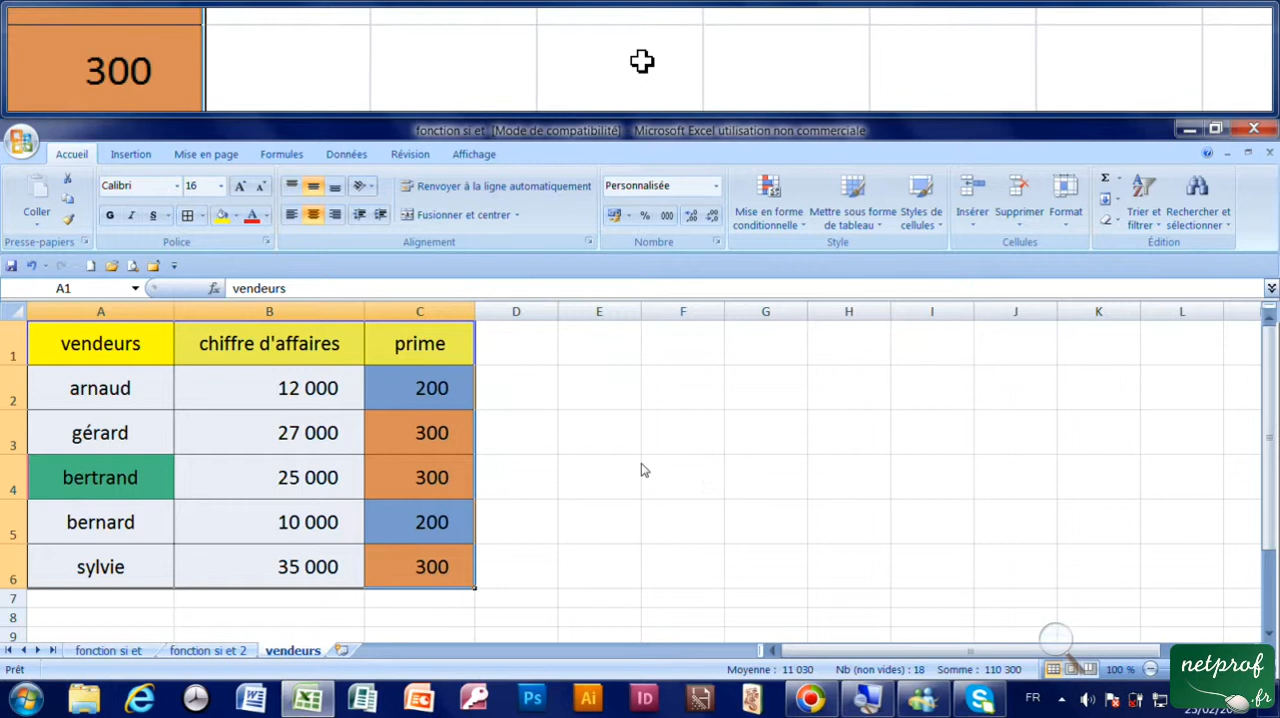 300
fonction si et [Mode de compatibilité] Microsoft Excel utilisation non commerciale
Accueil Insertion Mise en page Formules Données Révision Affichage
Coller
Calibri 16
Renvoyer à la ligne automatiquement
Personnalisée
G I S
Fusionner et centrer
% 000
Mise en forme conditionnelle
Mettre sous forme de tableau
Styles de cellules
Insérer Supprimer Format
Σ
Trier et filtrer
Rechercher et sélectionner
Presse-papiers Police Alignement Nombre Style Cellules Édition
A1 fx vendeurs
A B C D E F G H I J K L
1 vendeurs chiffre d'affaires prime
2 arnaud 12 000 200
3 gérard 27 000 300
4 bertrand 25 000 300
5 bernard 10 000 200
6 sylvie 35 000 300
7
8
9
fonction si et fonction si et 2 vendeurs
Prêt Moyenne : 11 030 Nb (non vides) : 18 Somme : 110 300 100 %
Ps Ai ID
FR
netprof.fr